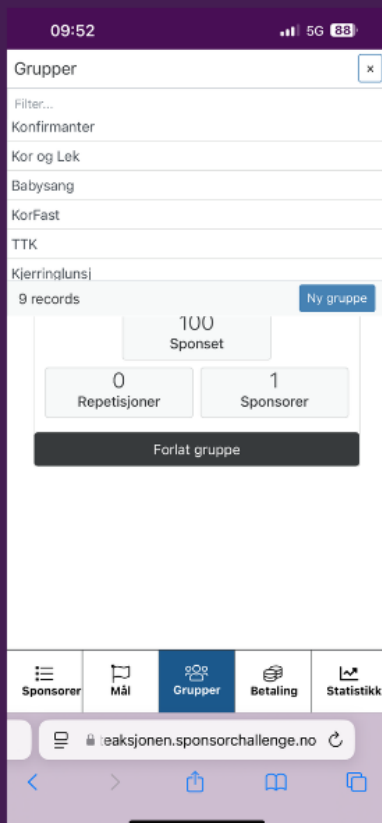 09:52 5G 88
Grupper ×
Filter...
Konfirmanter
Kor og Lek
Babysang
KorFast
TTK
Kjerringlunsj
9 records Ny gruppe
100
Sponset
0 1
Repetisjoner Sponsorer
Forlat gruppe
Sponsorer Mål Grupper Betaling Statistikk
eaksjonen.sponsorchallenge.no